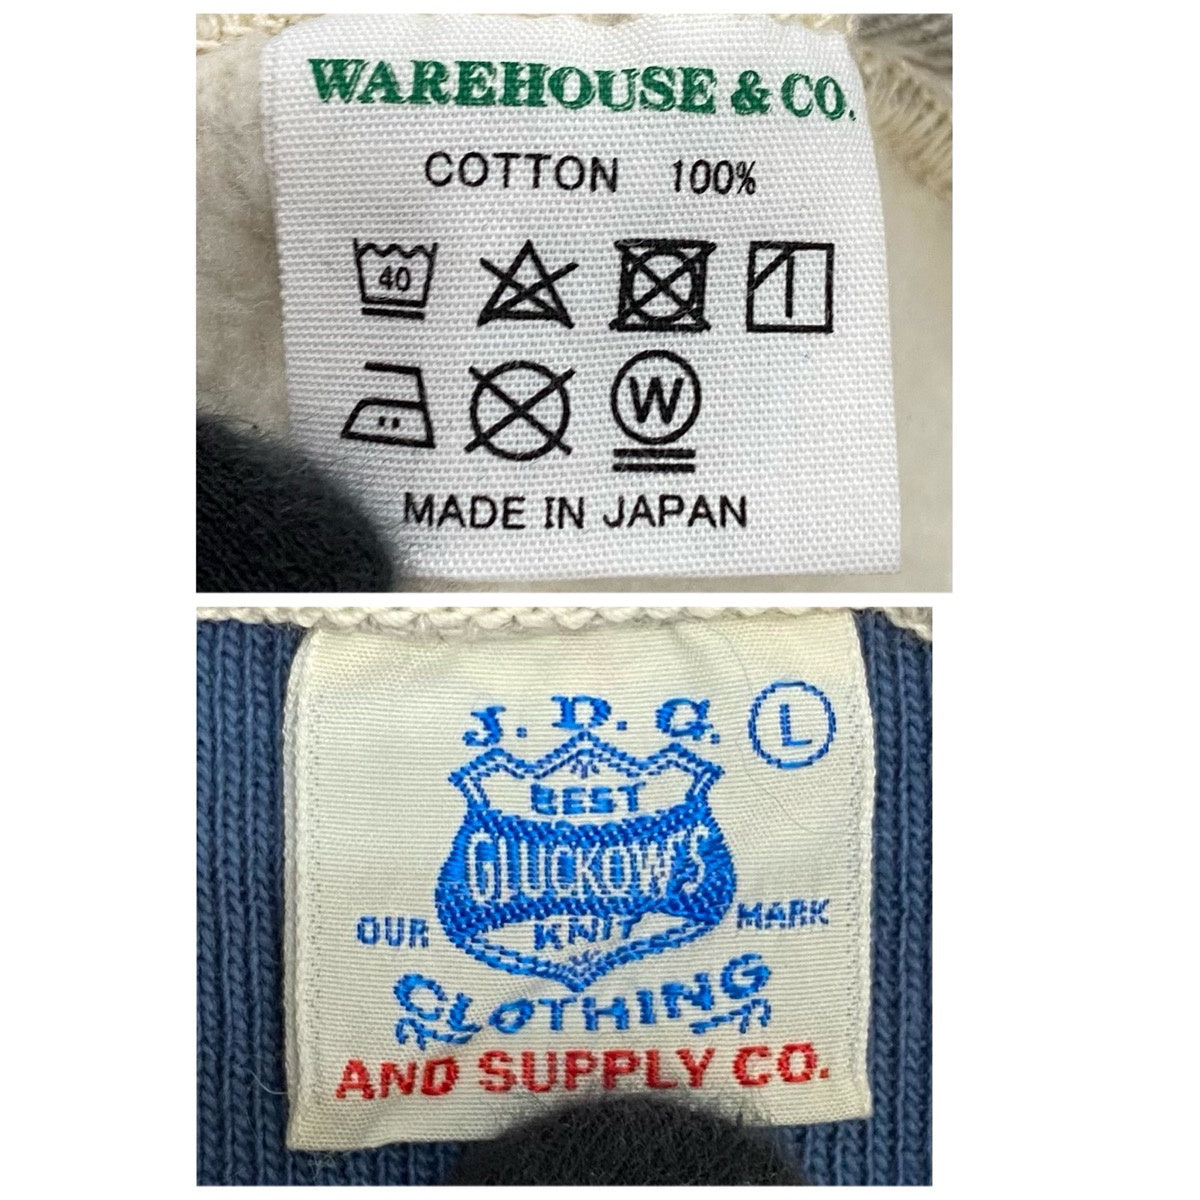 WAREHOUSE & CO.
COTTON 100%
40
W
MADE IN JAPAN
J.D.G. L
BEST
GLUCKOW'S
OUR KNIT MARK
CLOTHING
AND SUPPLY CO.